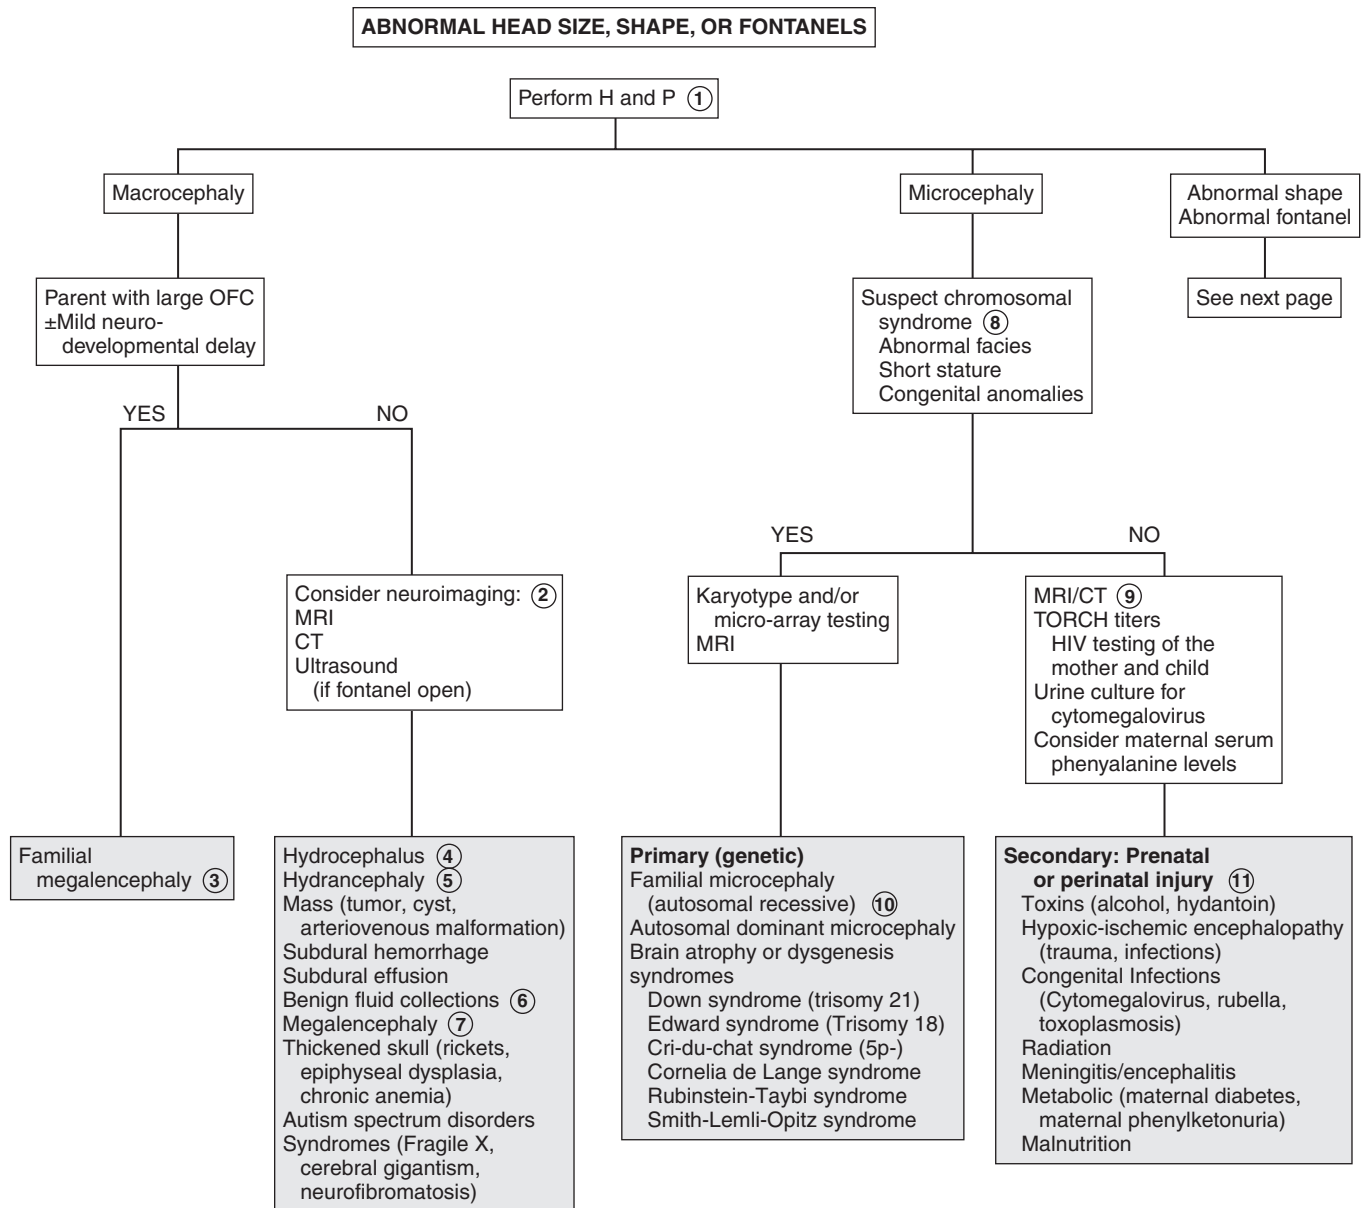 ABNORMAL HEAD SIZE, SHAPE, OR FONTANELS
Perform H and P ①
Macrocephaly
Microcephaly
Abnormal shape
Abnormal fontanel
Parent with large OFC
±Mild neuro-
developmental delay
Suspect chromosomal
syndrome ⑧
Abnormal facies
Short stature
Congenital anomalies
See next page
YES
NO
YES
NO
Consider neuroimaging: ②
MRI
CT
Ultrasound
(if fontanel open)
Karyotype and/or
micro-array testing
MRI
MRI/CT ⑨
TORCH titers
HIV testing of the
mother and child
Urine culture for
cytomegalovirus
Consider maternal serum
phenyalanine levels
Familial
megalencephaly ③
Hydrocephalus ④
Hydrancephaly ⑤
Mass (tumor, cyst,
arteriovenous malformation)
Subdural hemorrhage
Subdural effusion
Benign fluid collections ⑥
Megalencephaly ⑦
Thickened skull (rickets,
epiphyseal dysplasia,
chronic anemia)
Autism spectrum disorders
Syndromes (Fragile X,
cerebral gigantism,
neurofibromatosis)
Primary (genetic)
Familial microcephaly
(autosomal recessive) ⑩
Autosomal dominant microcephaly
Brain atrophy or dysgenesis
syndromes
Down syndrome (trisomy 21)
Edward syndrome (Trisomy 18)
Cri-du-chat syndrome (5p-)
Cornelia de Lange syndrome
Rubinstein-Taybi syndrome
Smith-Lemli-Opitz syndrome
Secondary: Prenatal
or perinatal injury ⑪
Toxins (alcohol, hydantoin)
Hypoxic-ischemic encephalopathy
(trauma, infections)
Congenital Infections
(Cytomegalovirus, rubella,
toxoplasmosis)
Radiation
Meningitis/encephalitis
Metabolic (maternal diabetes,
maternal phenylketonuria)
Malnutrition